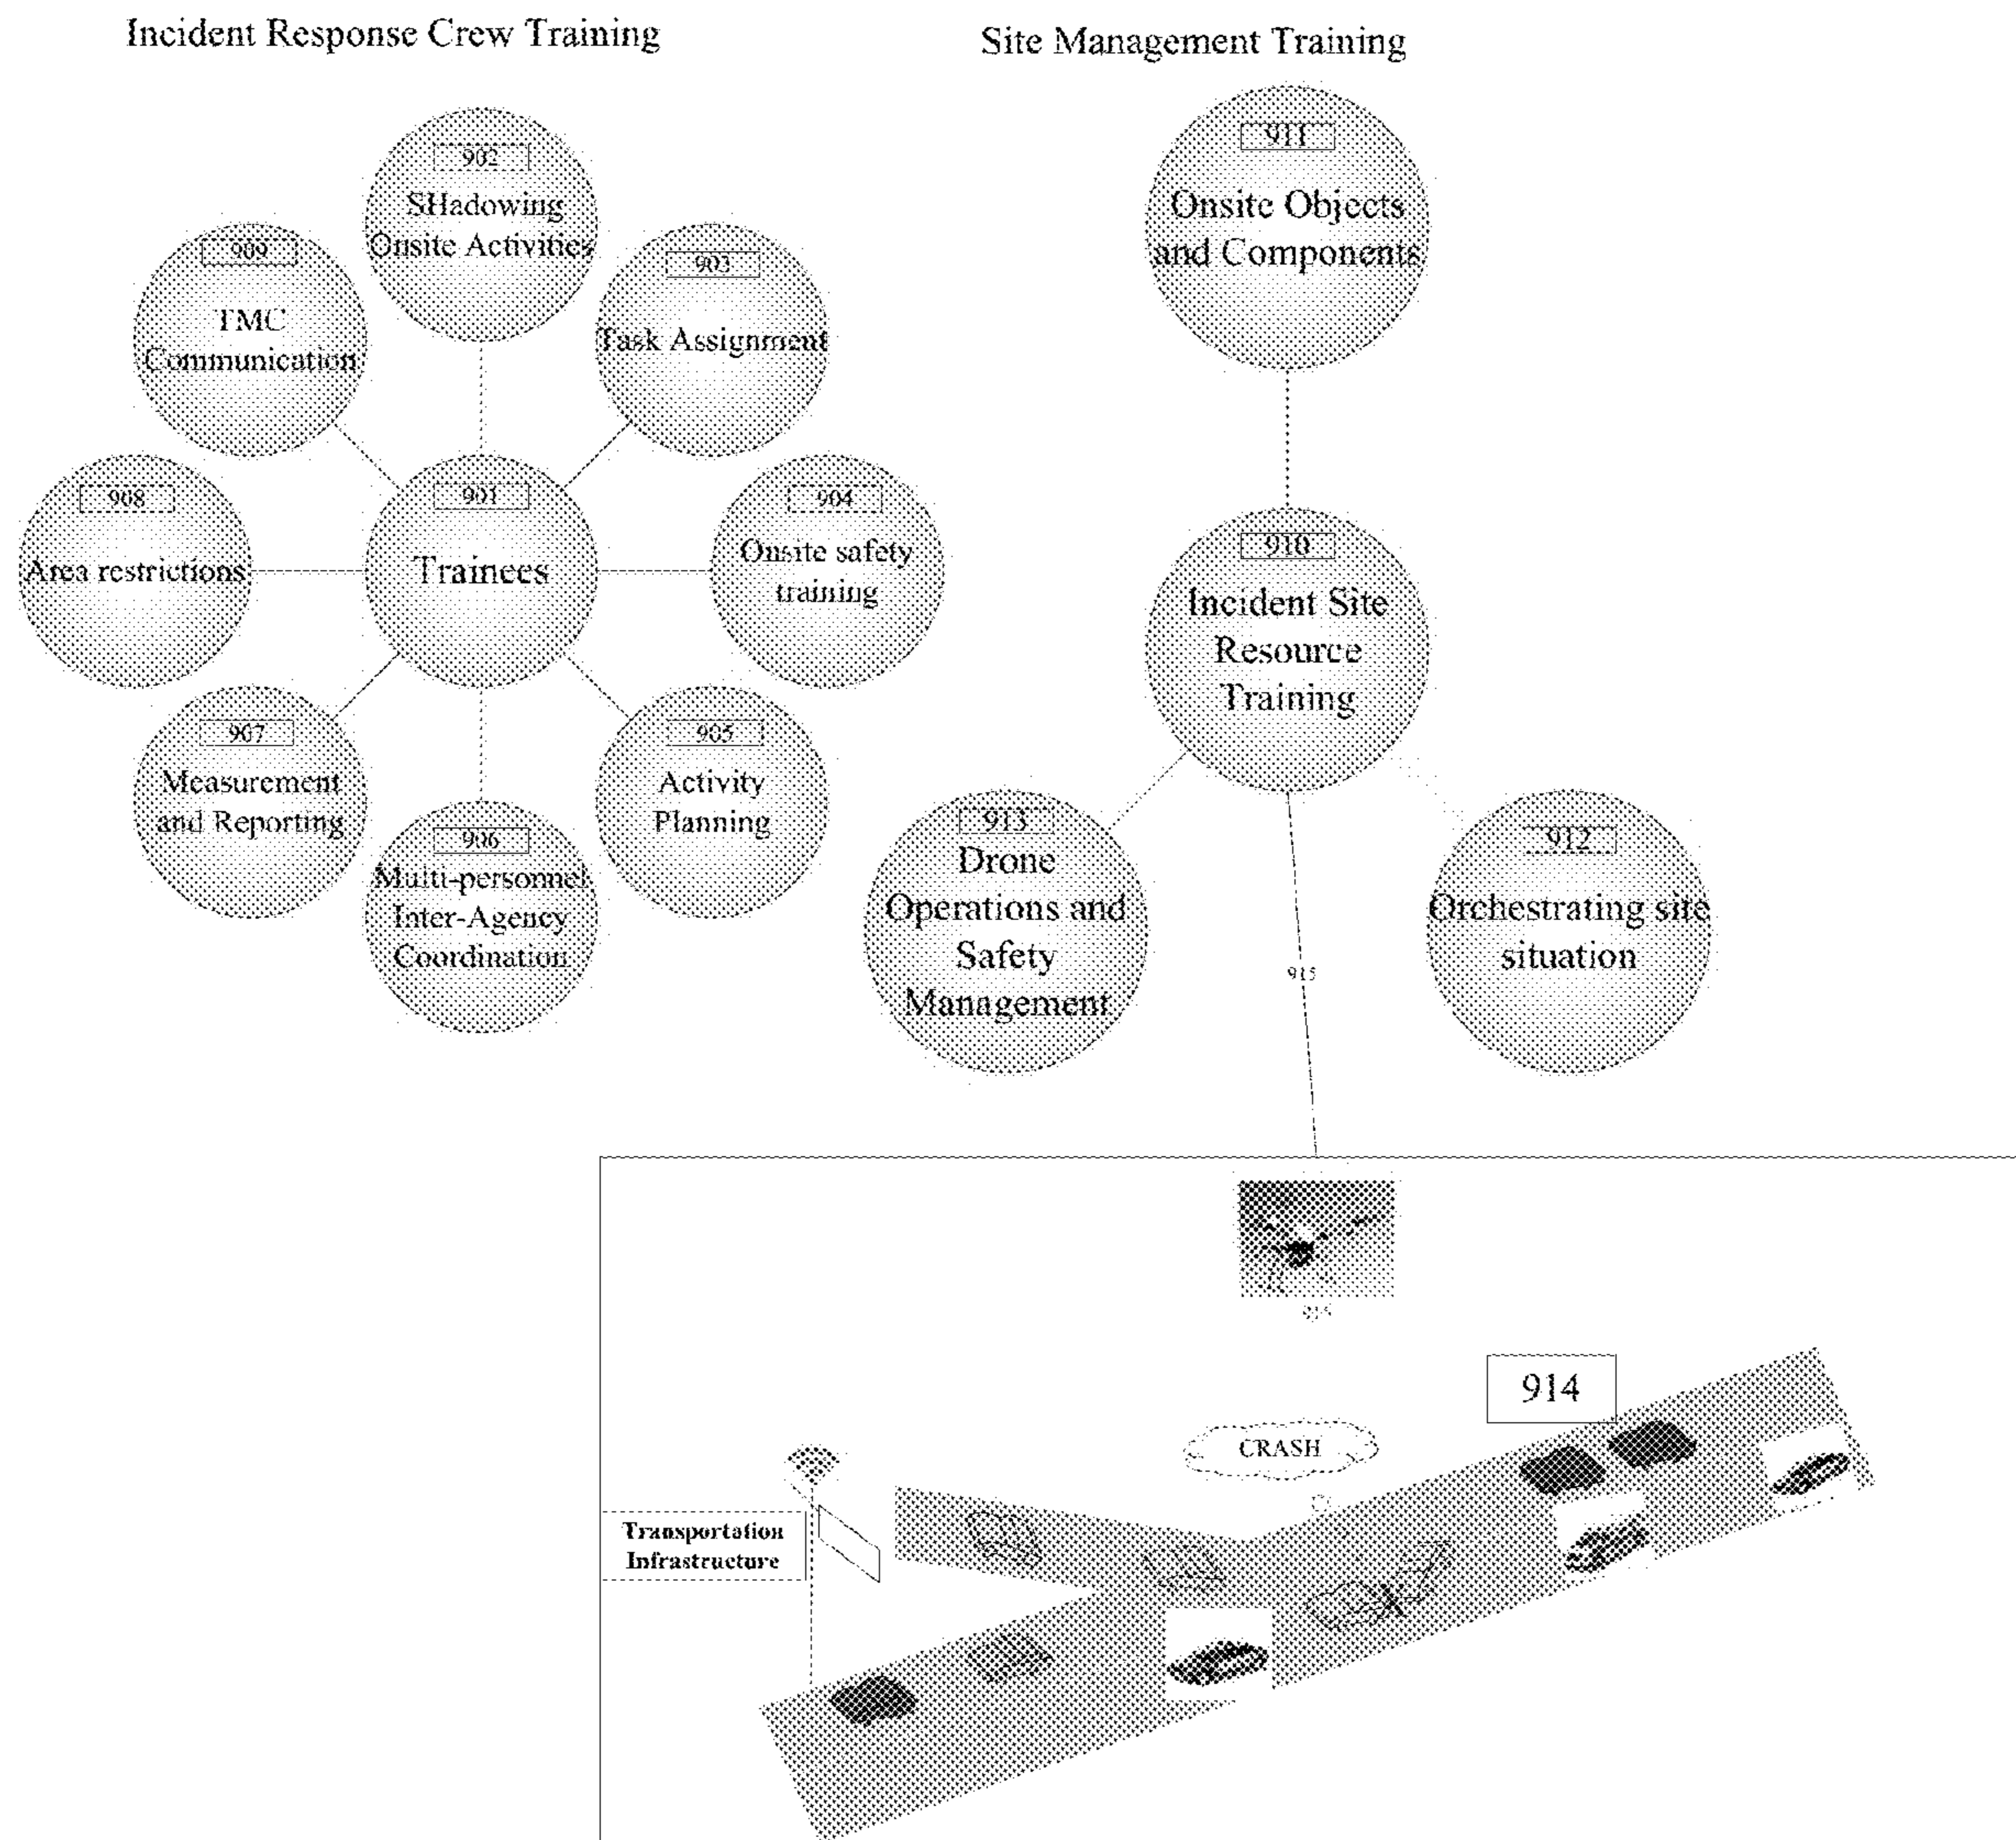 Incident Response Crew Training
Site Management Training
902
SHadowing
Onsite Activities
909
TMC
Communication
903
Task Assignment
908
Area restrictions
901
Trainees
904
Onsite safety
training
907
Measurement
and Reporting
906
Multi-personnel
Inter-Agency
Coordination
905
Activity
Planning
911
Onsite Objects
and Components
910
Incident Site
Resource
Training
913
Drone
Operations and
Safety
Management
912
Orchestrating site
situation
915
915
914
CRASH
Transportation
Infrastructure
X